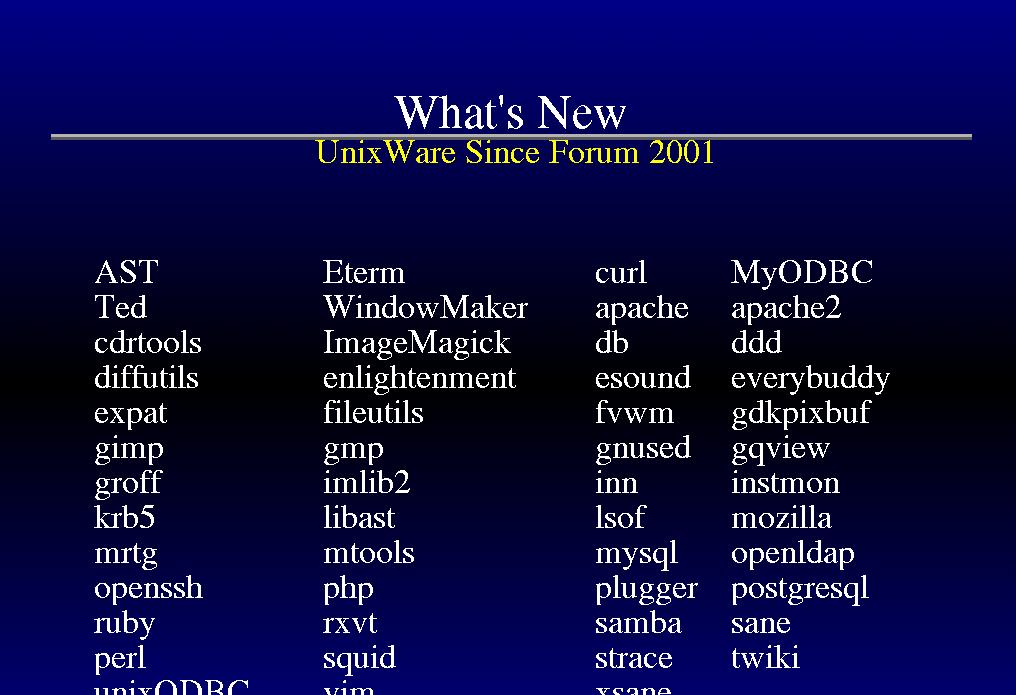 What's New
UnixWare Since Forum 2001
AST Eterm curl MyODBC
Ted WindowMaker apache apache2
cdrtools ImageMagick db ddd
diffutils enlightenment esound everybuddy
expat fileutils fvwm gdkpixbuf
gimp gmp gnused gqview
groff imlib2 inn instmon
krb5 libast lsof mozilla
mrtg mtools mysql openldap
openssh php plugger postgresql
ruby rxvt samba sane
perl squid strace twiki
unixODBC vim xsane